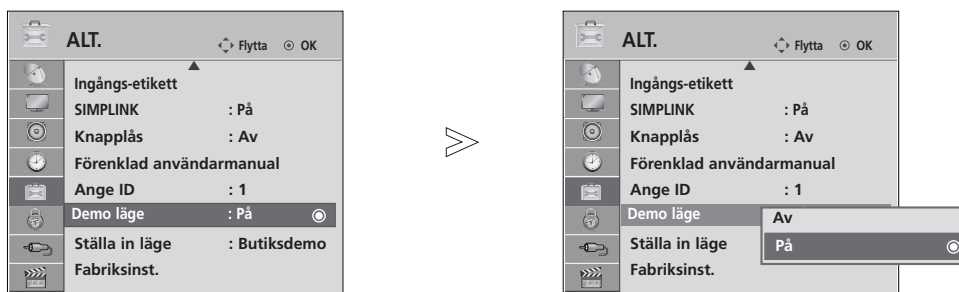 ALT.
Flytta OK
Ingångs-etikett
SIMPLINK : På
Knapplås : Av
Förenklad användarmanual
Ange ID : 1
Demo läge : På
Ställa in läge : Butiksdemo
Fabriksinst.
ALT.
Flytta OK
Ingångs-etikett
SIMPLINK : På
Knapplås : Av
Förenklad användarmanual
Ange ID : 1
Demo läge
Av
Ställa in läge
På
Fabriksinst.